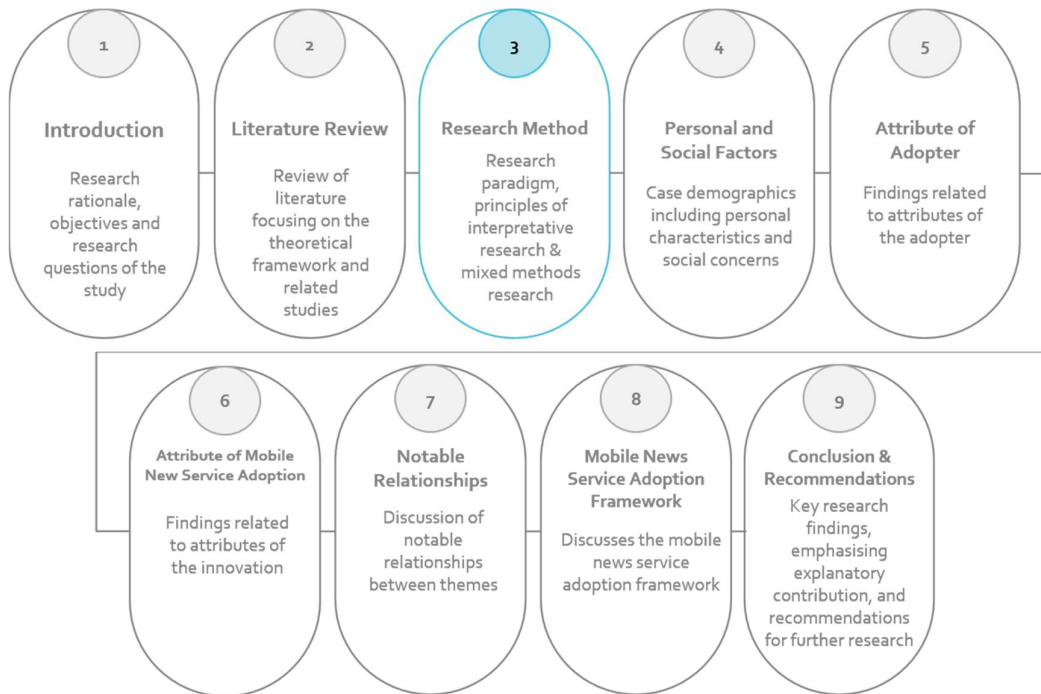 1
Introduction
Research
rationale,
objectives and
research
questions of the
study
2
Literature Review
Review of
literature
focusing on the
theoretical
framework and
related
studies
3
Research Method
Research
paradigm,
principles of
interpretative
research &
mixed methods
research
4
Personal and
Social Factors
Case demographics
including personal
characteristics and
social concerns
5
Attribute of
Adopter
Findings related
to attributes of
the adopter
6
Attribute of Mobile
New Service Adoption
Findings related
to attributes of
the innovation
7
Notable
Relationships
Discussion of
notable
relationships
between themes
8
Mobile News
Service Adoption
Framework
Discusses the mobile
news service
adoption framework
9
Conclusion &
Recommendations
Key research
findings,
emphasising
explanatory
contribution, and
recommendations
for further research